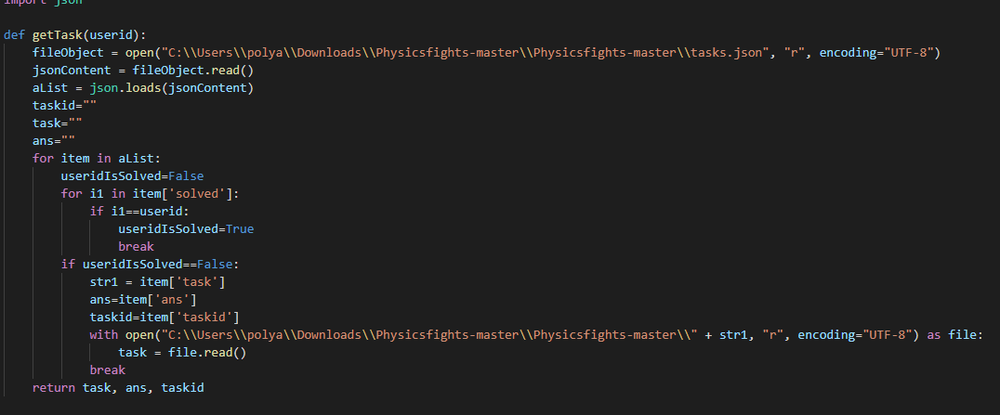 import json
def getTask(userid):
    fileObject = open("C:\\Users\\polya\\Downloads\\Physicsfights-master\\Physicsfights-master\\tasks.json", "r", encoding="UTF-8")
    jsonContent = fileObject.read()
    aList = json.loads(jsonContent)
    taskid=""
    task=""
    ans=""
    for item in aList:
        useridIsSolved=False
        for i1 in item['solved']:
            if i1==userid:
                useridIsSolved=True
                break
        if useridIsSolved==False:
            str1 = item['task']
            ans=item['ans']
            taskid=item['taskid']
            with open("C:\\Users\\polya\\Downloads\\Physicsfights-master\\Physicsfights-master\\" + str1, "r", encoding="UTF-8") as file:
                task = file.read()
            break
    return task, ans, taskid